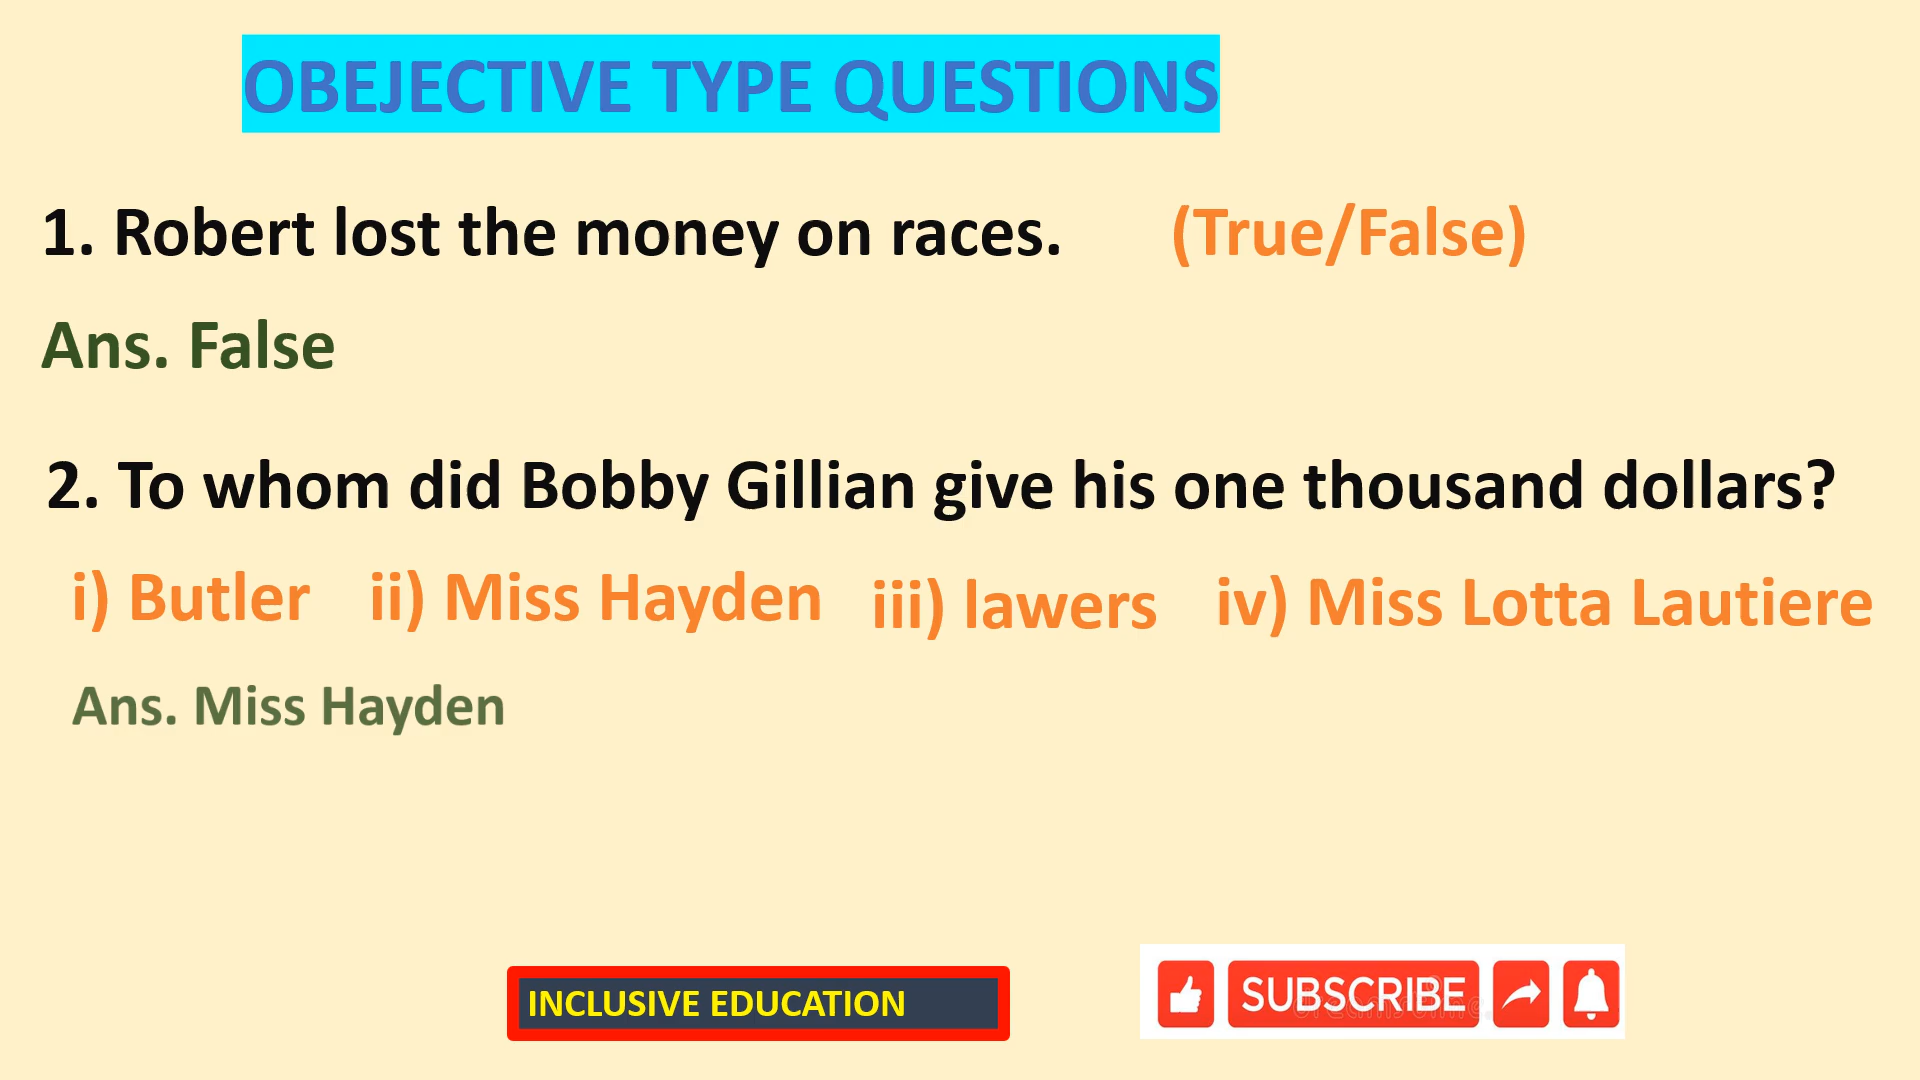 OBEJECTIVE TYPE QUESTIONS
1. Robert lost the money on races. (True/False)
Ans. False
2. To whom did Bobby Gillian give his one thousand dollars?
i) Butler ii) Miss Hayden iii) lawers iv) Miss Lotta Lautiere
Ans. Miss Hayden
INCLUSIVE EDUCATION
SUBSCRIBE